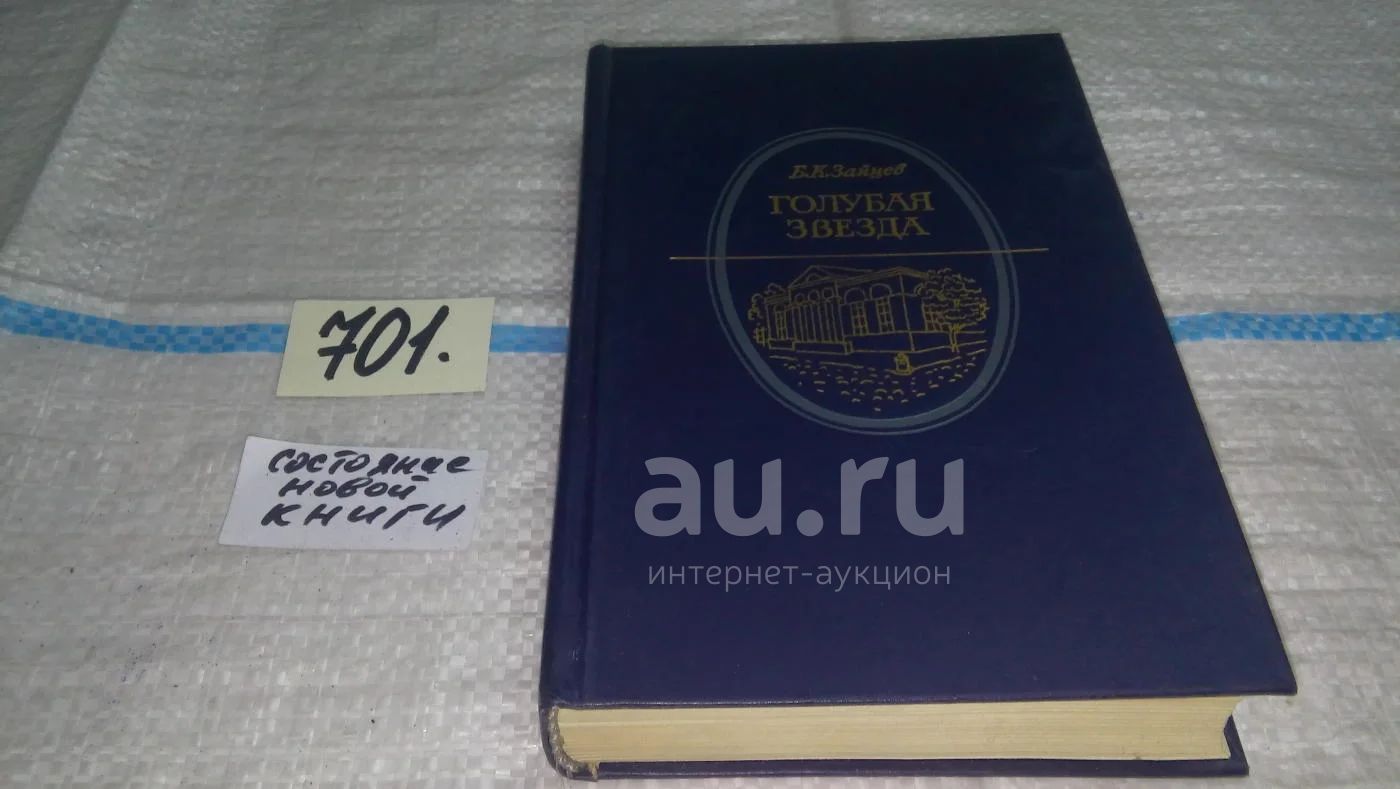 Б.К.Зайцев
ГОЛУБАЯ
ЗВЕЗДА
701.
состояние
новой
книги
au.ru
интернет-аукцион